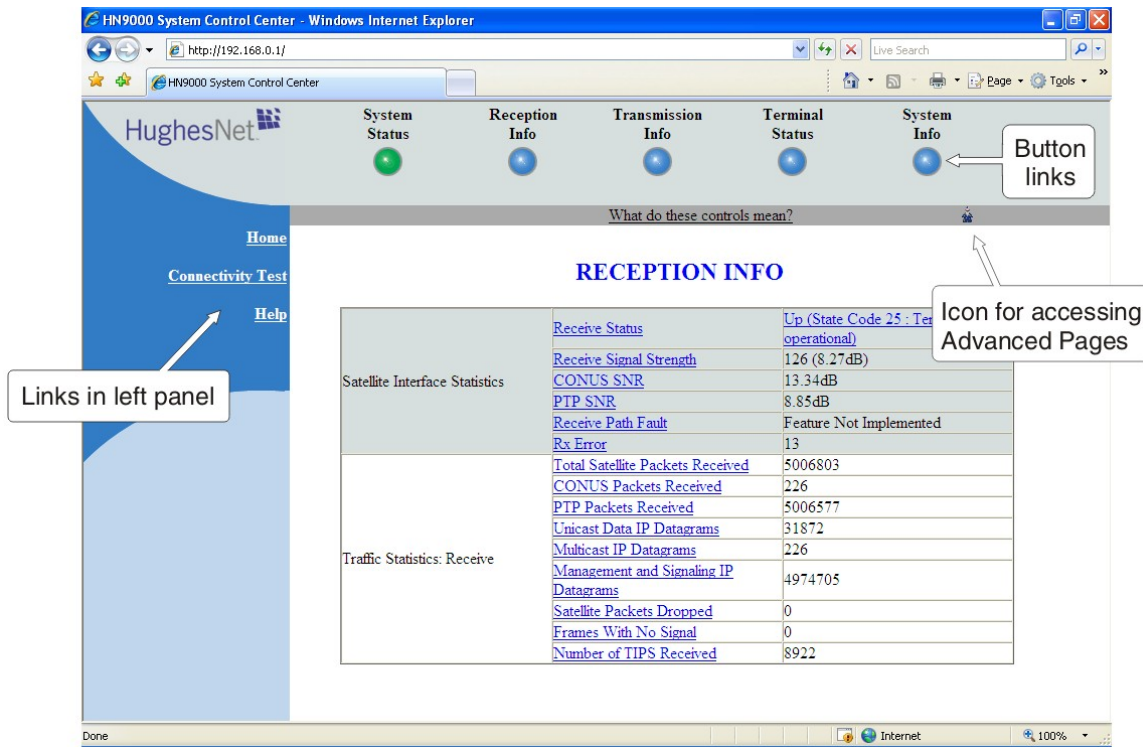 HN9000 System Control Center - Windows Internet Explorer
http://192.168.0.1/
Live Search
HN9000 System Control Center
Page
Tools
»
HughesNet
System Status
Reception Info
Transmission Info
Terminal Status
System Info
Button links
What do these controls mean?
Home
Connectivity Test
Help
Links in left panel
Icon for accessing Advanced Pages
RECEPTION INFO
Satellite Interface Statistics
Receive Status
Up (State Code 25 :
operational)
Receive Signal Strength 126 (8.27dB)
CONUS SNR 13.34dB
PTP SNR 8.85dB
Receive Path Fault Feature Not Implemented
Rx Error 13
Traffic Statistics: Receive
Total Satellite Packets Received 5006803
CONUS Packets Received 226
PTP Packets Received 5006577
Unicast Data IP Datagrams 31872
Multicast IP Datagrams 226
Management and Signaling IP
Datagrams
4974705
Satellite Packets Dropped 0
Frames With No Signal 0
Number of TIPS Received 8922
Done
Internet
100%